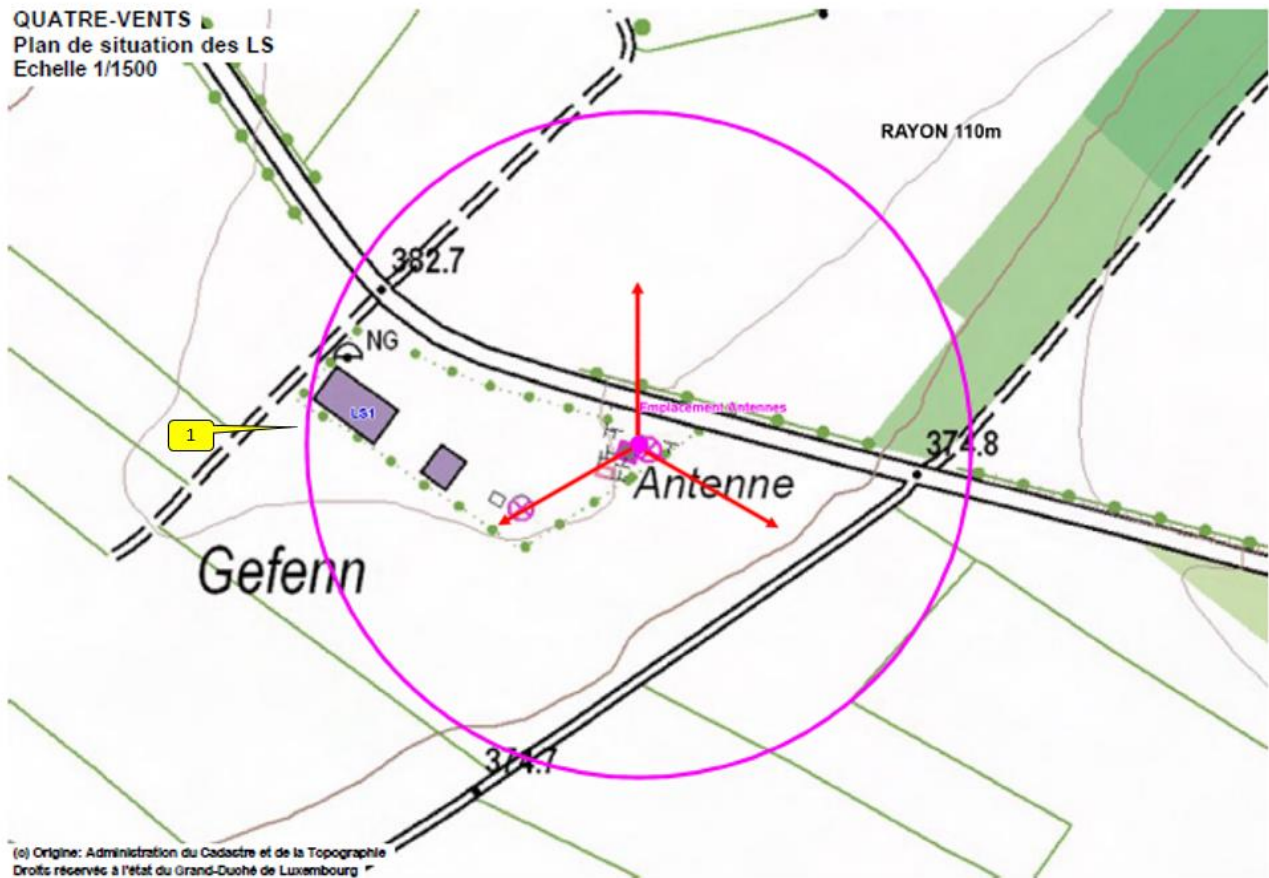 QUATRE-VENTS
Plan de situation des LS
Echelle 1/1500
RAYON 110m
382.7
NG
LS1
Emplacement Antennes
1
374.8
Antenne
Gefenn
374.7
(c) Origine: Administration du Cadastre et de la Topographie
Droits réservés à l'état du Grand-Duché de Luxembourg